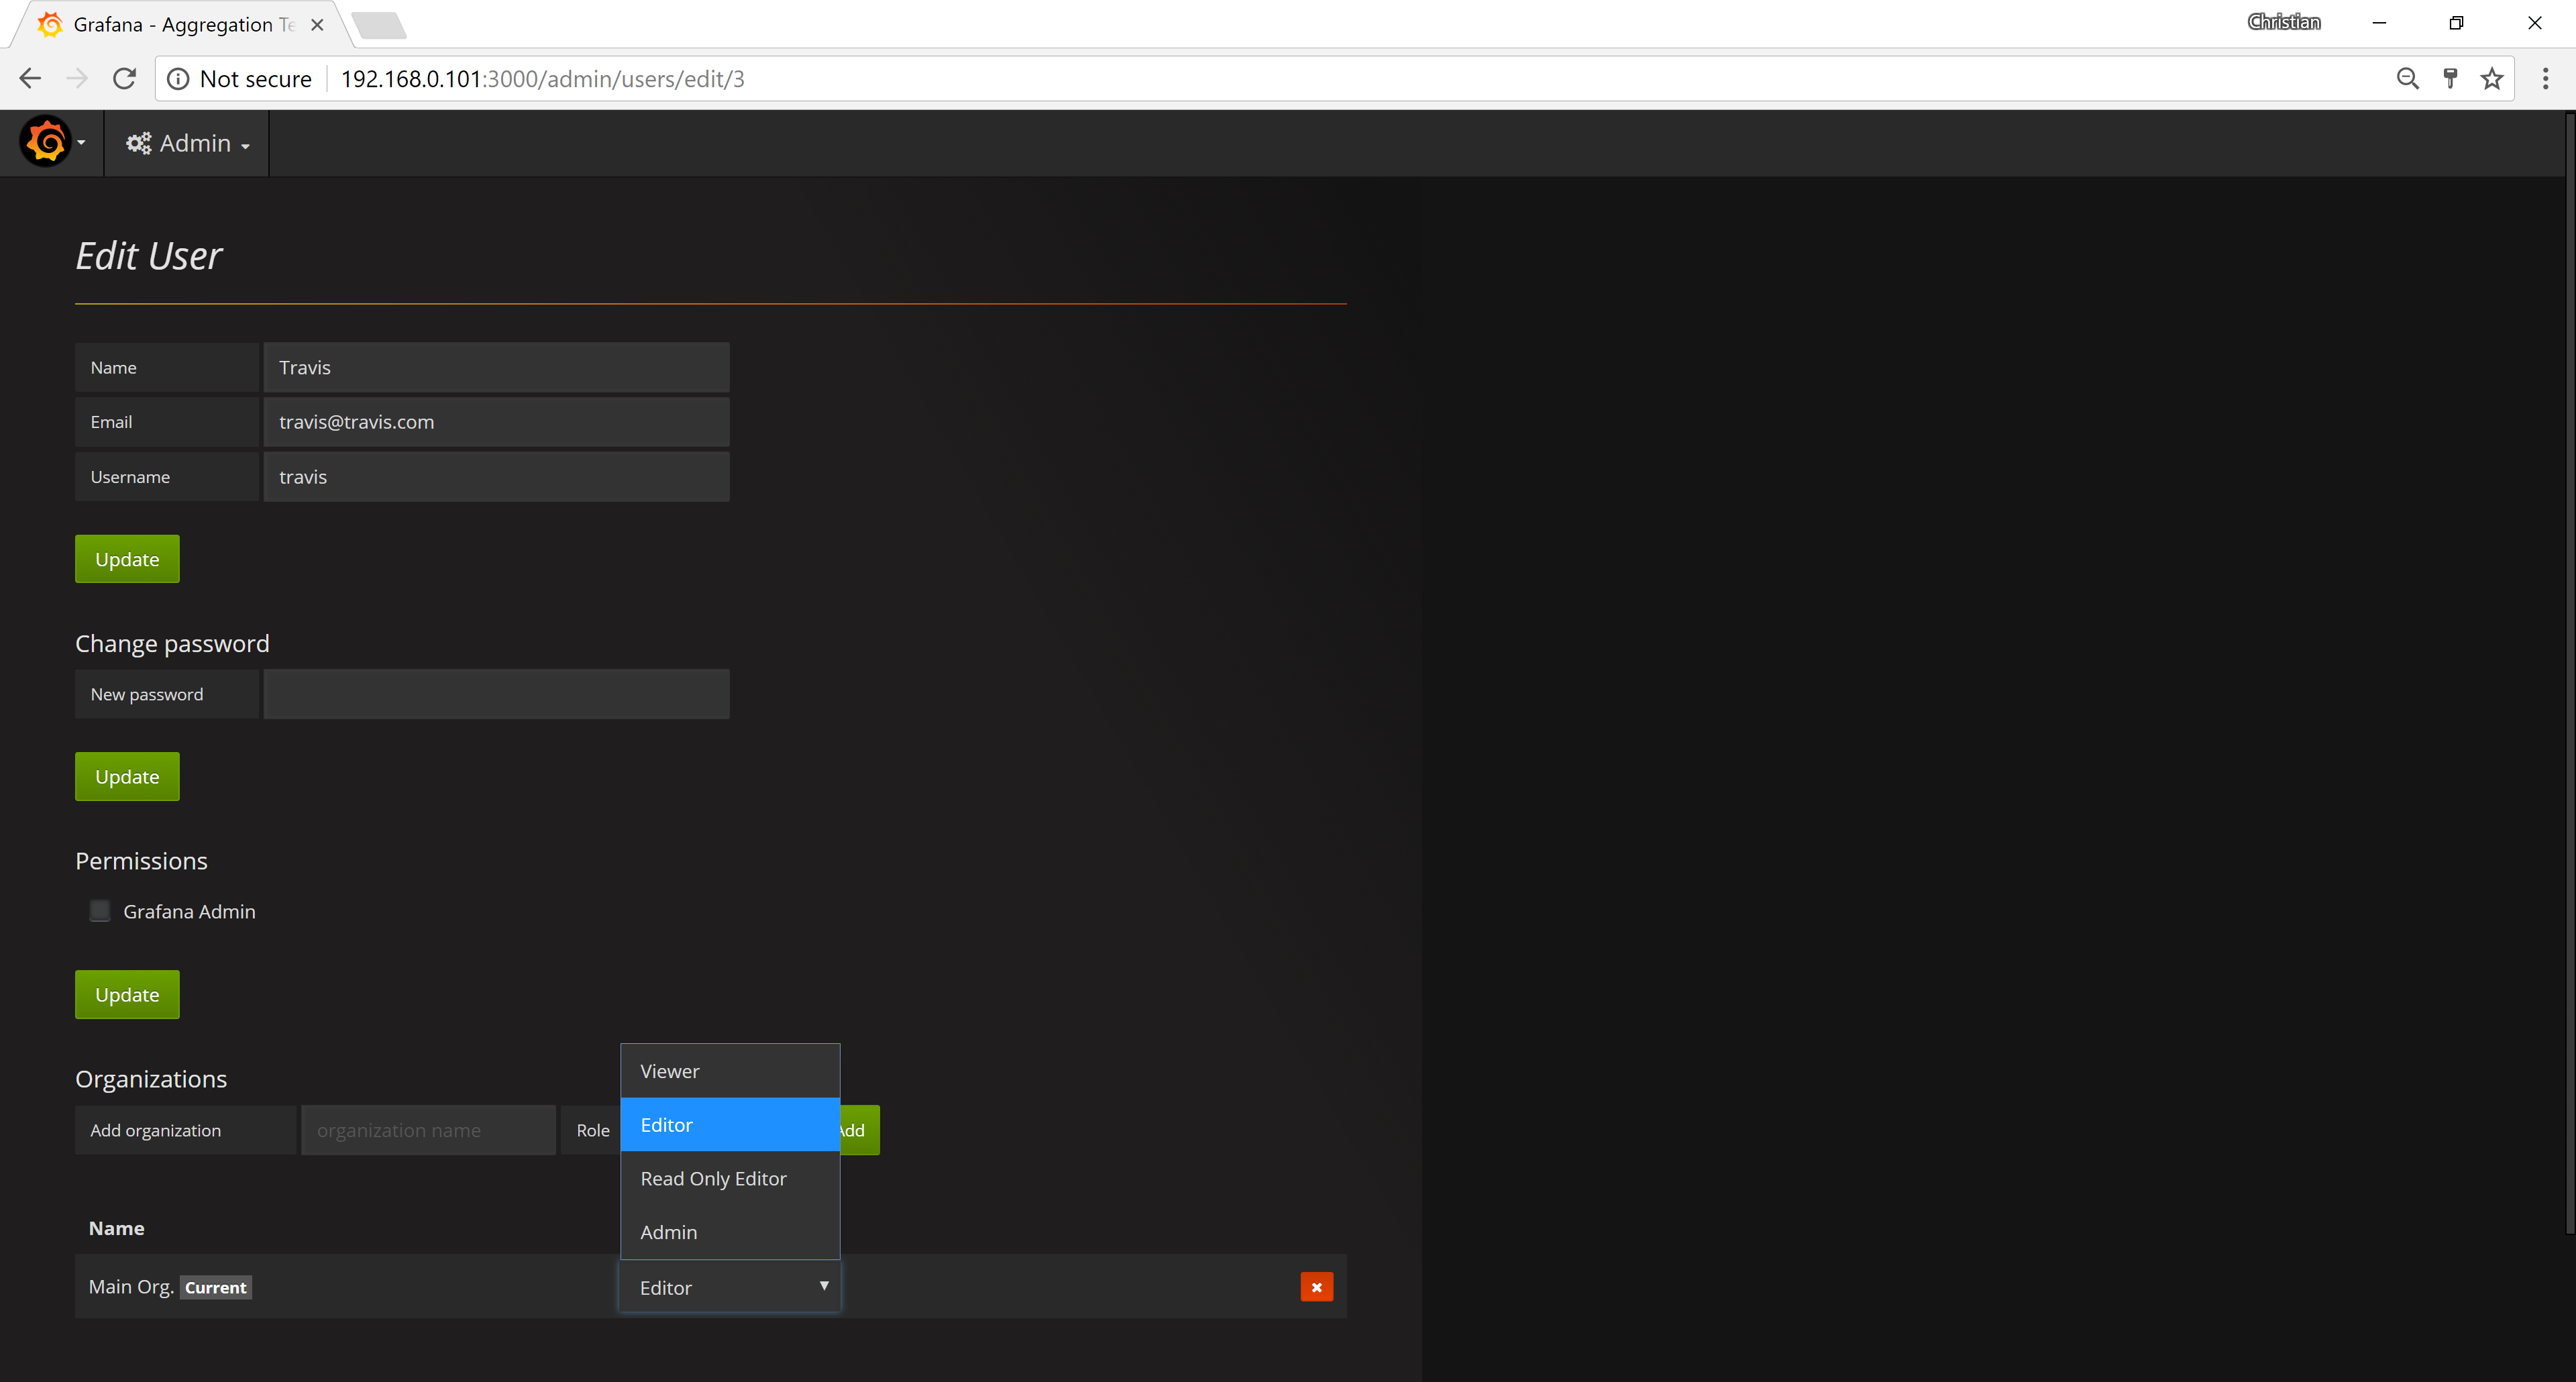 Grafana - Aggregation Te
Christian
Not secure 192.168.0.101:3000/admin/users/edit/3
Admin
Edit User
Name Travis
Email travis@travis.com
Username travis
Update
Change password
New password
Update
Permissions
Grafana Admin
Update
Organizations
Add organization organization name Role Add
Viewer
Editor
Read Only Editor
Admin
Name
Main Org. Current Editor